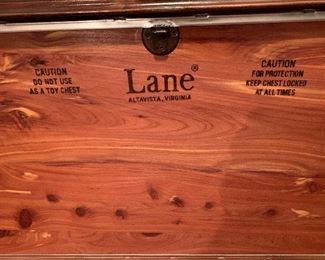 CAUTION
DO NOT USE
AS A TOY CHEST
Lane®
ALTAVISTA, VIRGINIA
CAUTION
FOR PROTECTION
KEEP CHEST LOCKED
AT ALL TIMES